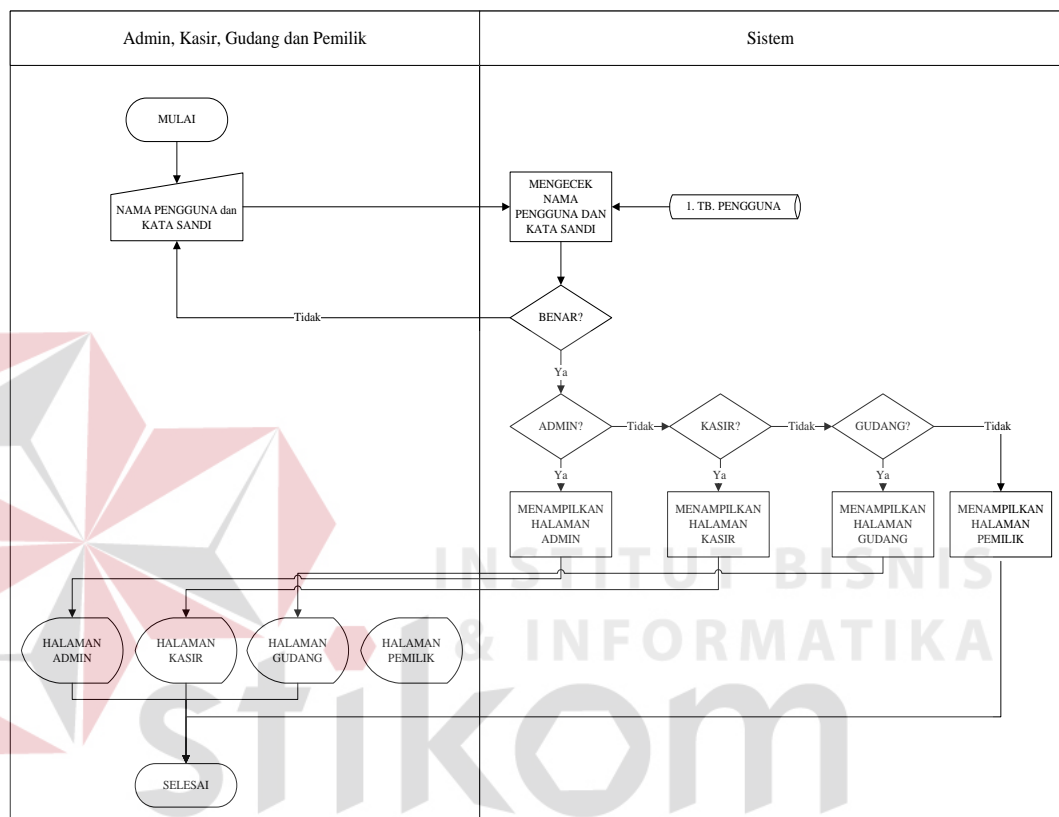 Admin, Kasir, Gudang dan Pemilik
Sistem
MULAI
NAMA PENGGUNA dan
KATA SANDI
MENGECEK
NAMA
PENGGUNA DAN
KATA SANDI
1. TB. PENGGUNA
BENAR?
Tidak
Ya
ADMIN?
Tidak
KASIR?
Tidak
GUDANG?
Tidak
Ya
Ya
Ya
MENAMPILKAN
HALAMAN
ADMIN
MENAMPILKAN
HALAMAN
KASIR
MENAMPILKAN
HALAMAN
GUDANG
MENAMPILKAN
HALAMAN
PEMILIK
HALAMAN
ADMIN
HALAMAN
KASIR
HALAMAN
GUDANG
HALAMAN
PEMILIK
SELESAI
INSTITUT BISNIS
& INFORMATIKA
stikom